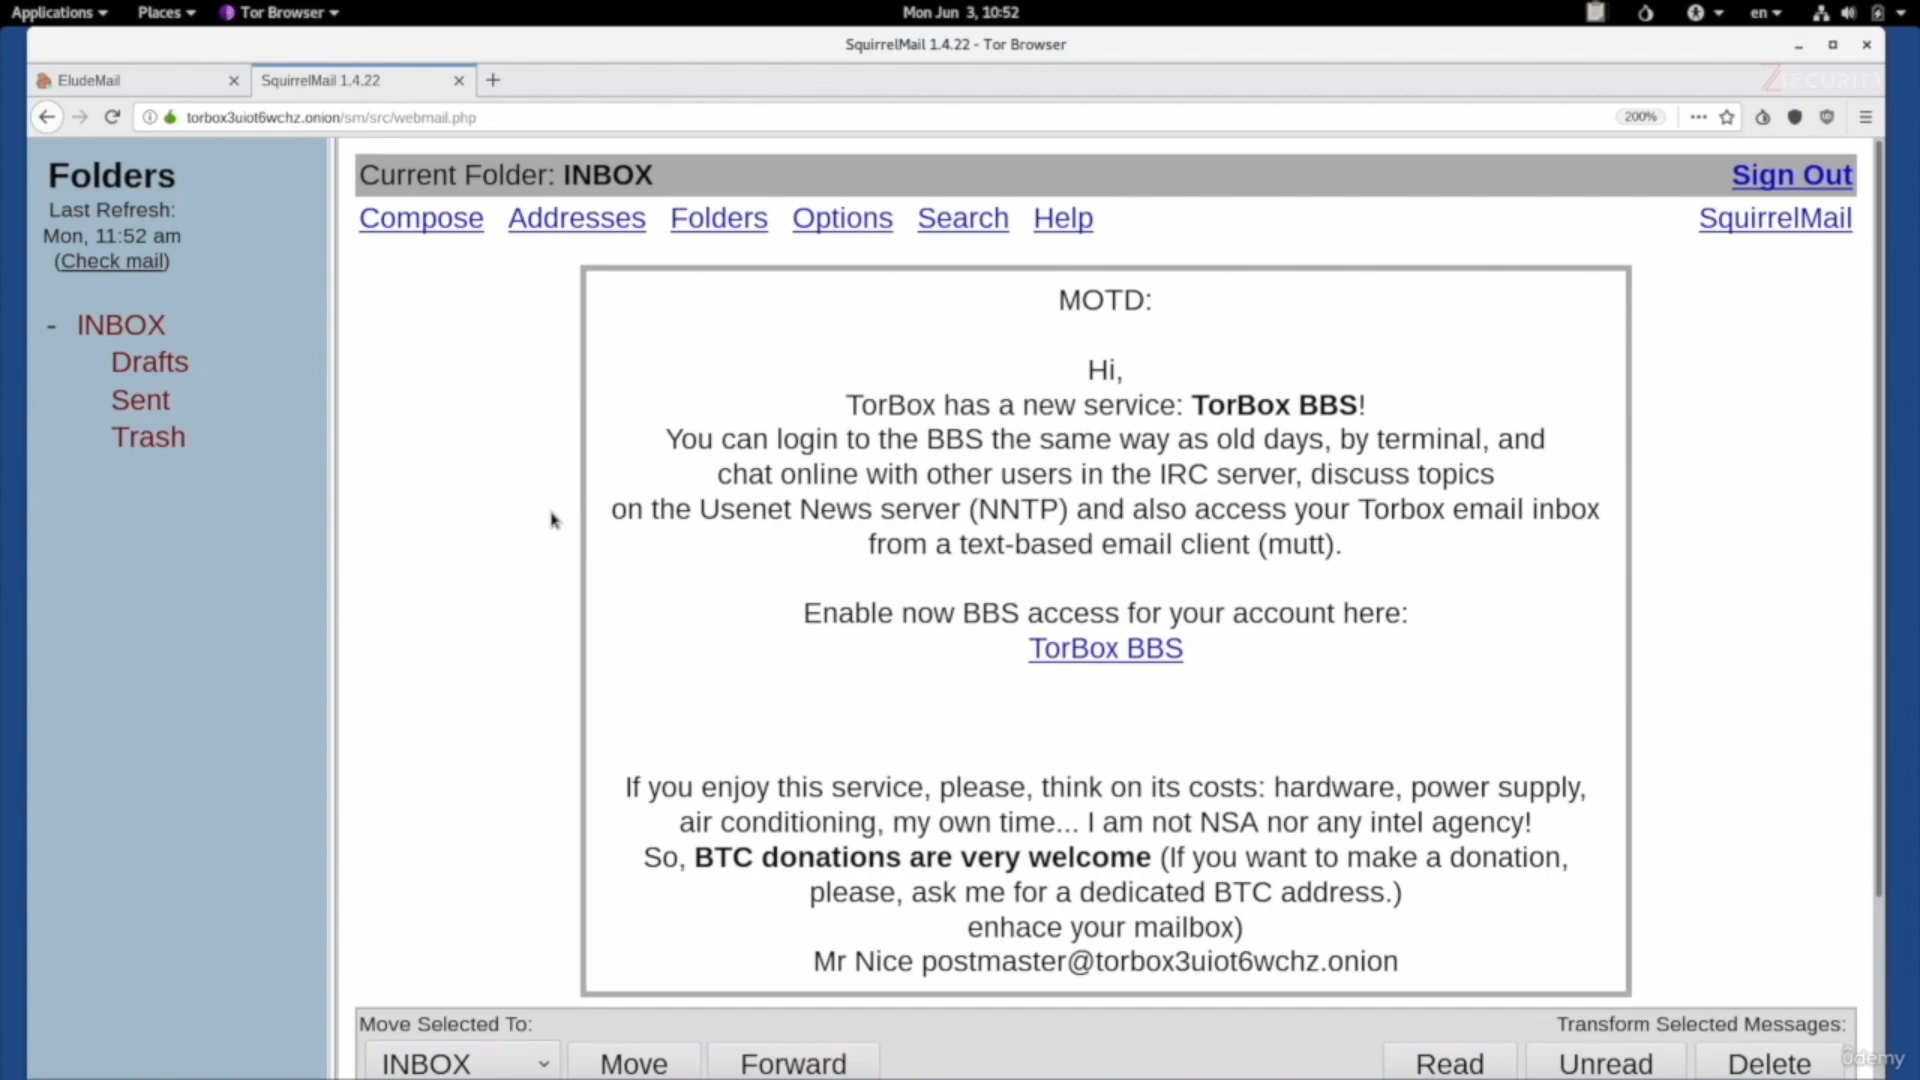 Applications
Places
Tor Browser
Mon Jun 3, 10:52
en
SquirrelMail 1.4.22 - Tor Browser
EludeMail
SquirrelMail 1.4.22
ZSECURITY
torbox3uiot6wchz.onion/sm/src/webmail.php
200%
Folders
Last Refresh:
Mon, 11:52 am
(Check mail)
- INBOX
Drafts
Sent
Trash
Current Folder: INBOX
Sign Out
Compose Addresses Folders Options Search Help
SquirrelMail
MOTD:
Hi,
TorBox has a new service: TorBox BBS!
You can login to the BBS the same way as old days, by terminal, and
chat online with other users in the IRC server, discuss topics
on the Usenet News server (NNTP) and also access your Torbox email inbox
from a text-based email client (mutt).
Enable now BBS access for your account here:
TorBox BBS
If you enjoy this service, please, think on its costs: hardware, power supply,
air conditioning, my own time... I am not NSA nor any intel agency!
So, BTC donations are very welcome (If you want to make a donation,
please, ask me for a dedicated BTC address.)
enhace your mailbox)
Mr Nice postmaster@torbox3uiot6wchz.onion
Move Selected To:
Transform Selected Messages:
INBOX
Move
Forward
Read
Unread
Delete
ûdemy